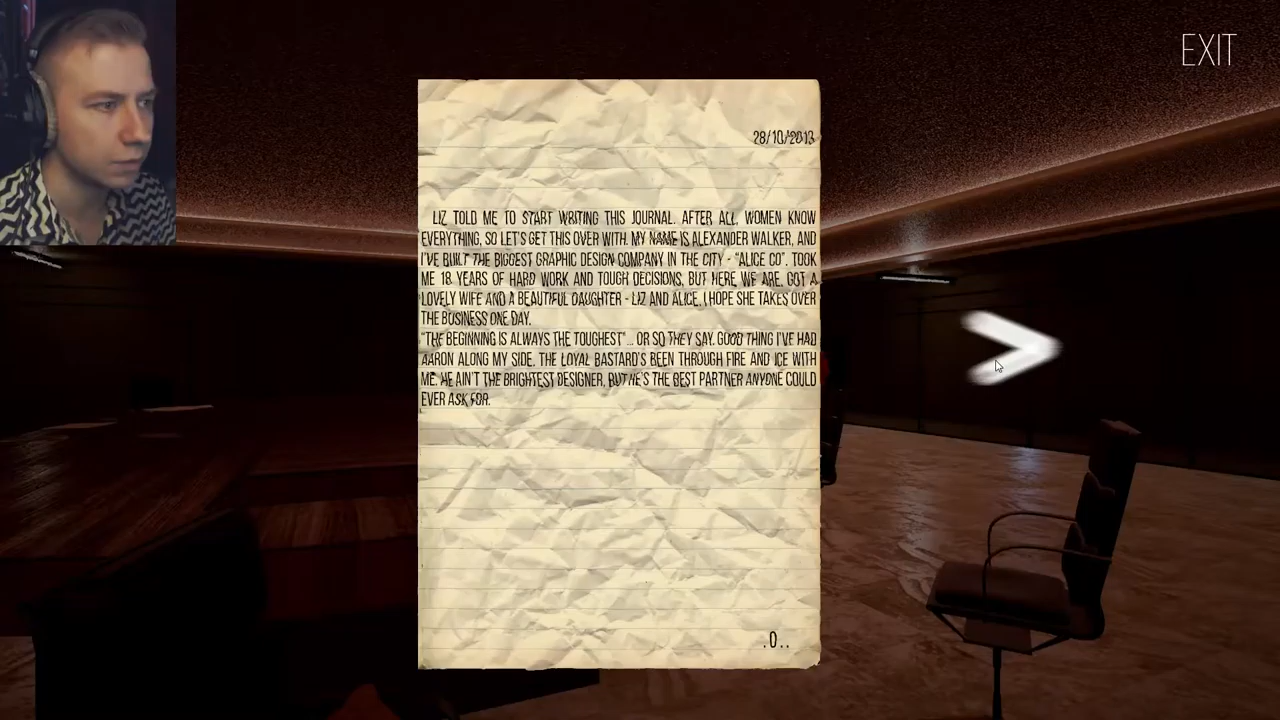 EXIT
28/10/2013
LIZ TOLD ME TO START WRITING THIS JOURNAL. AFTER ALL, WOMEN KNOW
EVERYTHING, SO LET'S GET THIS OVER WITH. MY NAME IS ALEXANDER WALKER, AND
I'VE BUILT THE BIGGEST GRAPHIC DESIGN COMPANY IN THE CITY - "ALICE CO". TOOK
ME 18 YEARS OF HARD WORK AND TOUGH DECISIONS, BUT HERE WE ARE. GOT A
LOVELY WIFE AND A BEAUTIFUL DAUGHTER - LIZ AND ALICE. I HOPE SHE TAKES OVER
THE BUSINESS ONE DAY.
"THE BEGINNING IS ALWAYS THE TOUGHEST"... OR SO THEY SAY. GOOD THING I'VE HAD
AARON ALONG MY SIDE. THE LOYAL BASTARD'S BEEN THROUGH FIRE AND ICE WITH
ME. HE AIN'T THE BRIGHTEST DESIGNER, BUT HE'S THE BEST PARTNER ANYONE COULD
EVER ASK FOR.
.0..